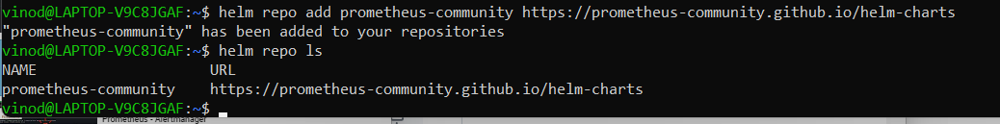 vinod@LAPTOP-V9C8JGAF:~$ helm repo add prometheus-community https://prometheus-community.github.io/helm-charts
"prometheus-community" has been added to your repositories
vinod@LAPTOP-V9C8JGAF:~$ helm repo ls
NAME URL
prometheus-community https://prometheus-community.github.io/helm-charts
vinod@LAPTOP-V9C8JGAF:~$
Prometheus - Alertmanager